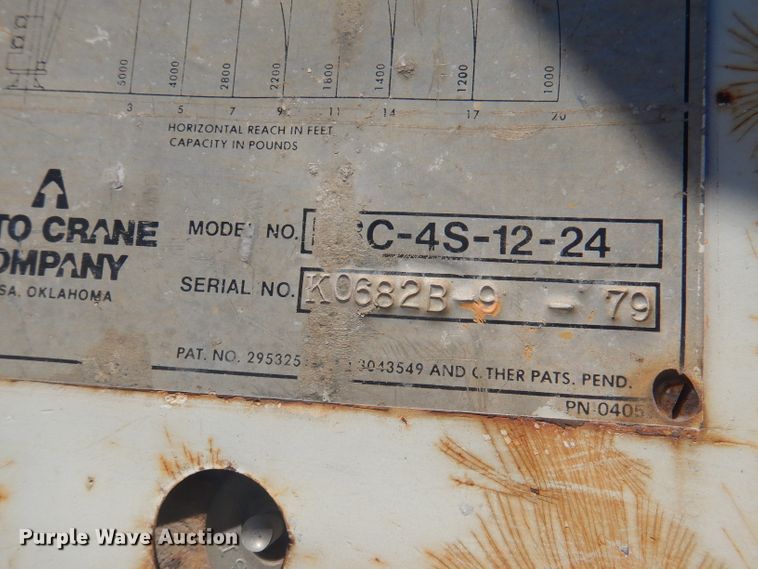 5000 4000 2800 2200 1800 1400 1200 1000
3 5 7 9 11 14 17 20
HORIZONTAL REACH IN FEET
CAPACITY IN POUNDS
TO CRANE
OMPANY
SA, OKLAHOMA
MODEL NO. C-4S-12-24
SERIAL NO. K0682B-9 - 79
PAT. NO. 295325 3043549 AND OTHER PATS. PEND.
PN 0405
Purple Wave Auction